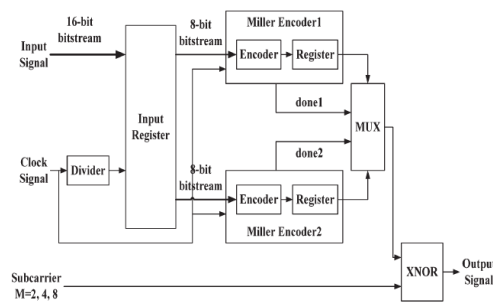 16-bit
bitstream
Input
Signal
8-bit
bitstream
Miller Encoder1
Encoder
Register
done1
Input
Register
MUX
Clock
Signal
Divider
done2
8-bit
bitstream
Encoder
Register
Miller Encoder2
Subcarrier
M=2, 4, 8
XNOR
Output
Signal